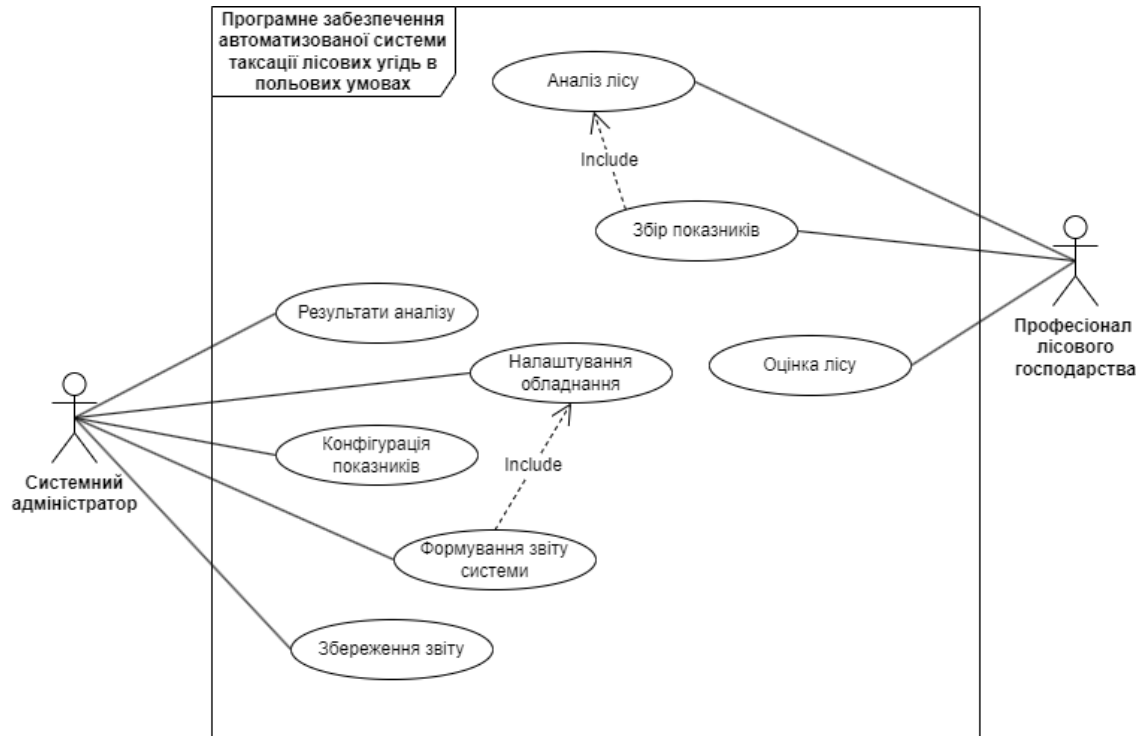 Програмне забезпечення
автоматизованої системи
таксації лісових угідь в
польових умовах
Аналіз лісу
Include
Збір показників
Результати аналізу
Налаштування
обладнання
Оцінка лісу
Професіонал
лісового
господарства
Конфігурація
показників
Include
Системний
адміністратор
Формування звіту
системи
Збереження звіту